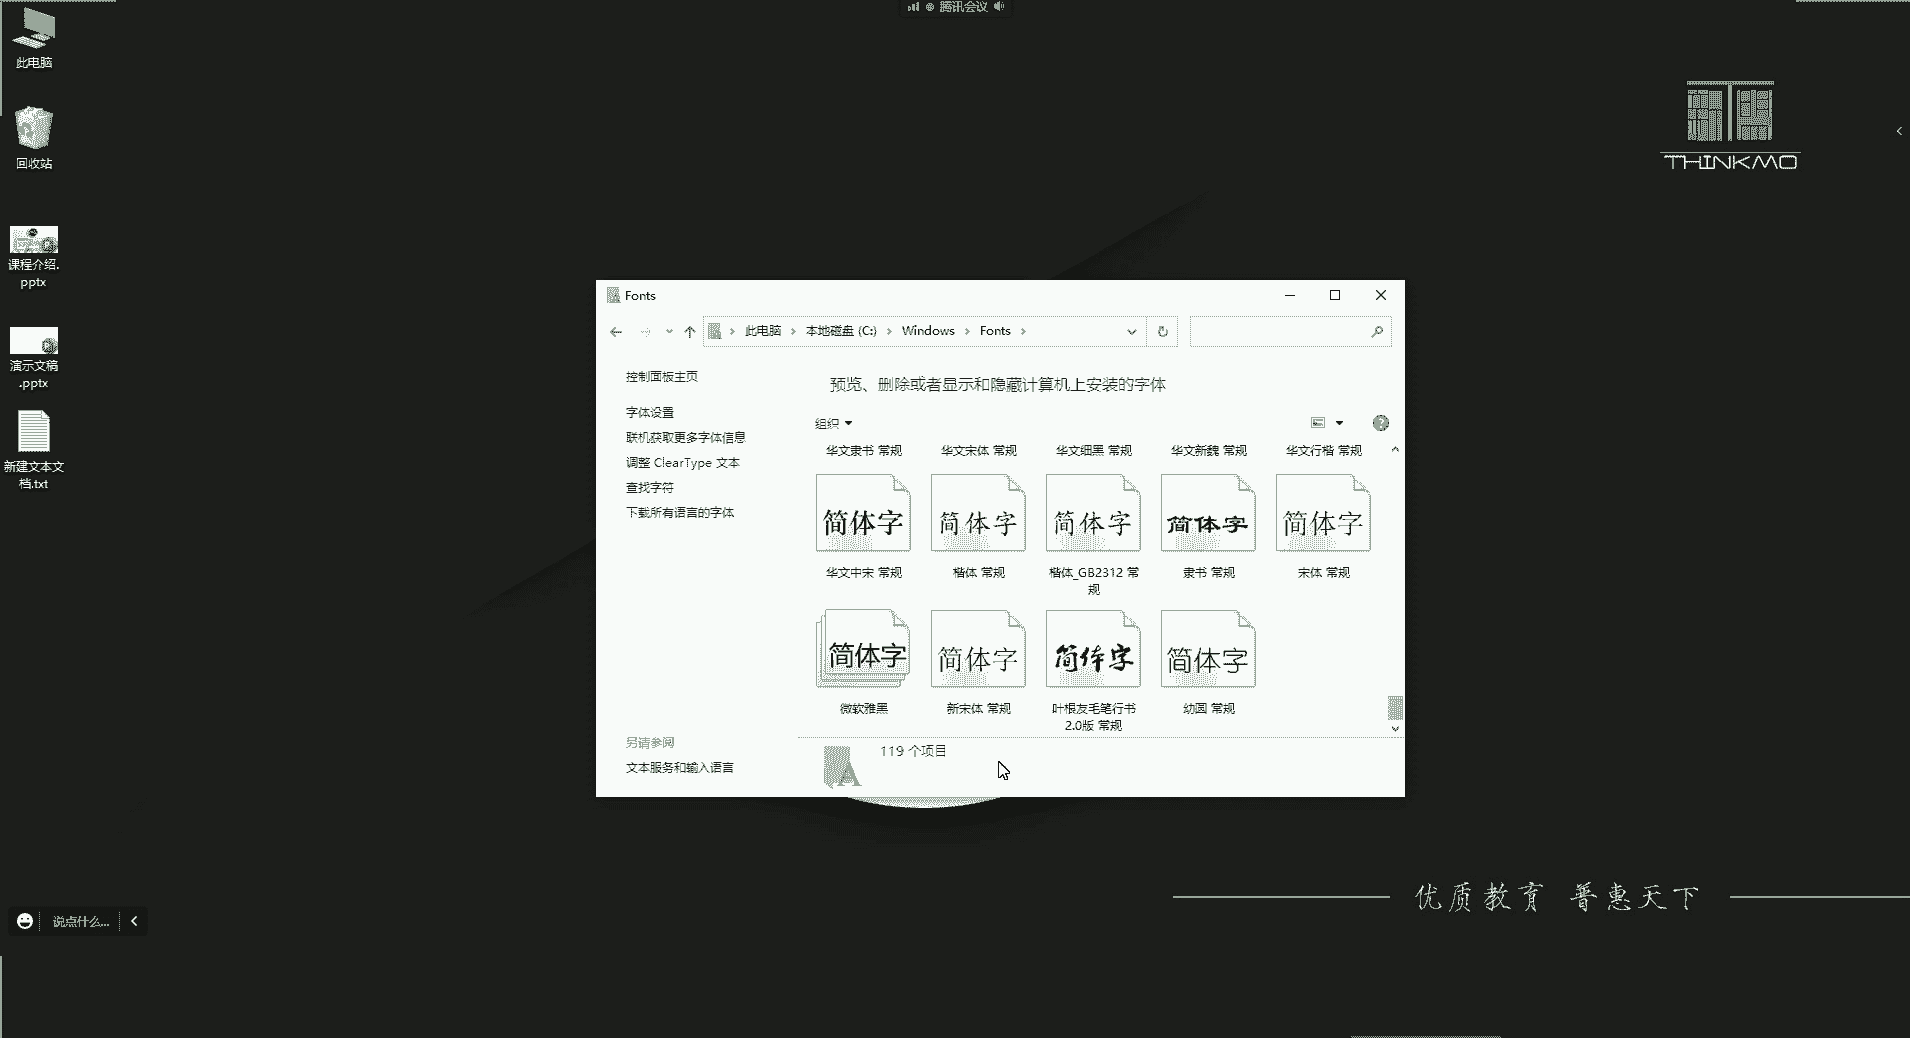 腾讯会议
此电脑
回收站
课程介绍.
pptx
演示文稿
.pptx
新建文本文
档.txt
THINKMO
Fonts
此电脑 本地磁盘 (C:) Windows Fonts
控制面板主页
字体设置
联机获取更多字体信息
调整 ClearType 文本
查找字符
下载所有语言的字体
另请参阅
文本服务和输入语言
预览、删除或者显示和隐藏计算机上安装的字体
组织
华文隶书 常规 华文宋体 常规 华文细黑 常规 华文新魏 常规 华文行楷 常规
简体字 简体字 简体字 简体字 简体字
华文中宋 常规 楷体 常规 楷体_GB2312 常规 隶书 常规 宋体 常规
简体字 简体字 简体字 简体字
微软雅黑 新宋体 常规 叶根友毛笔行书2.0版 常规 幼圆 常规
119 个项目
优质教育 普惠天下
说点什么...